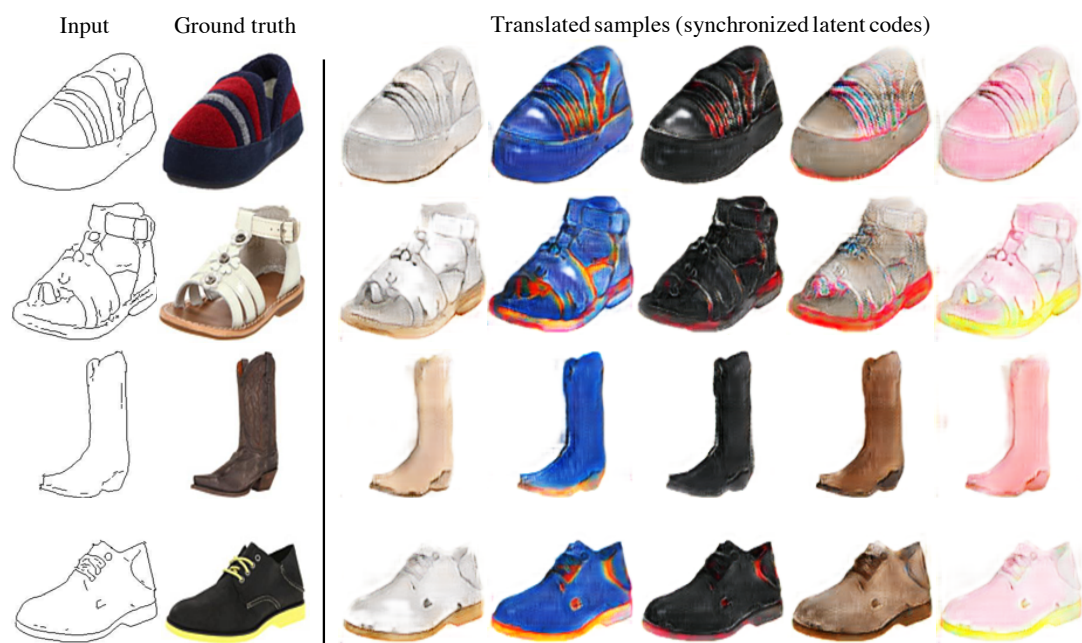 Input
Ground truth
Translated samples (synchronized latent codes)